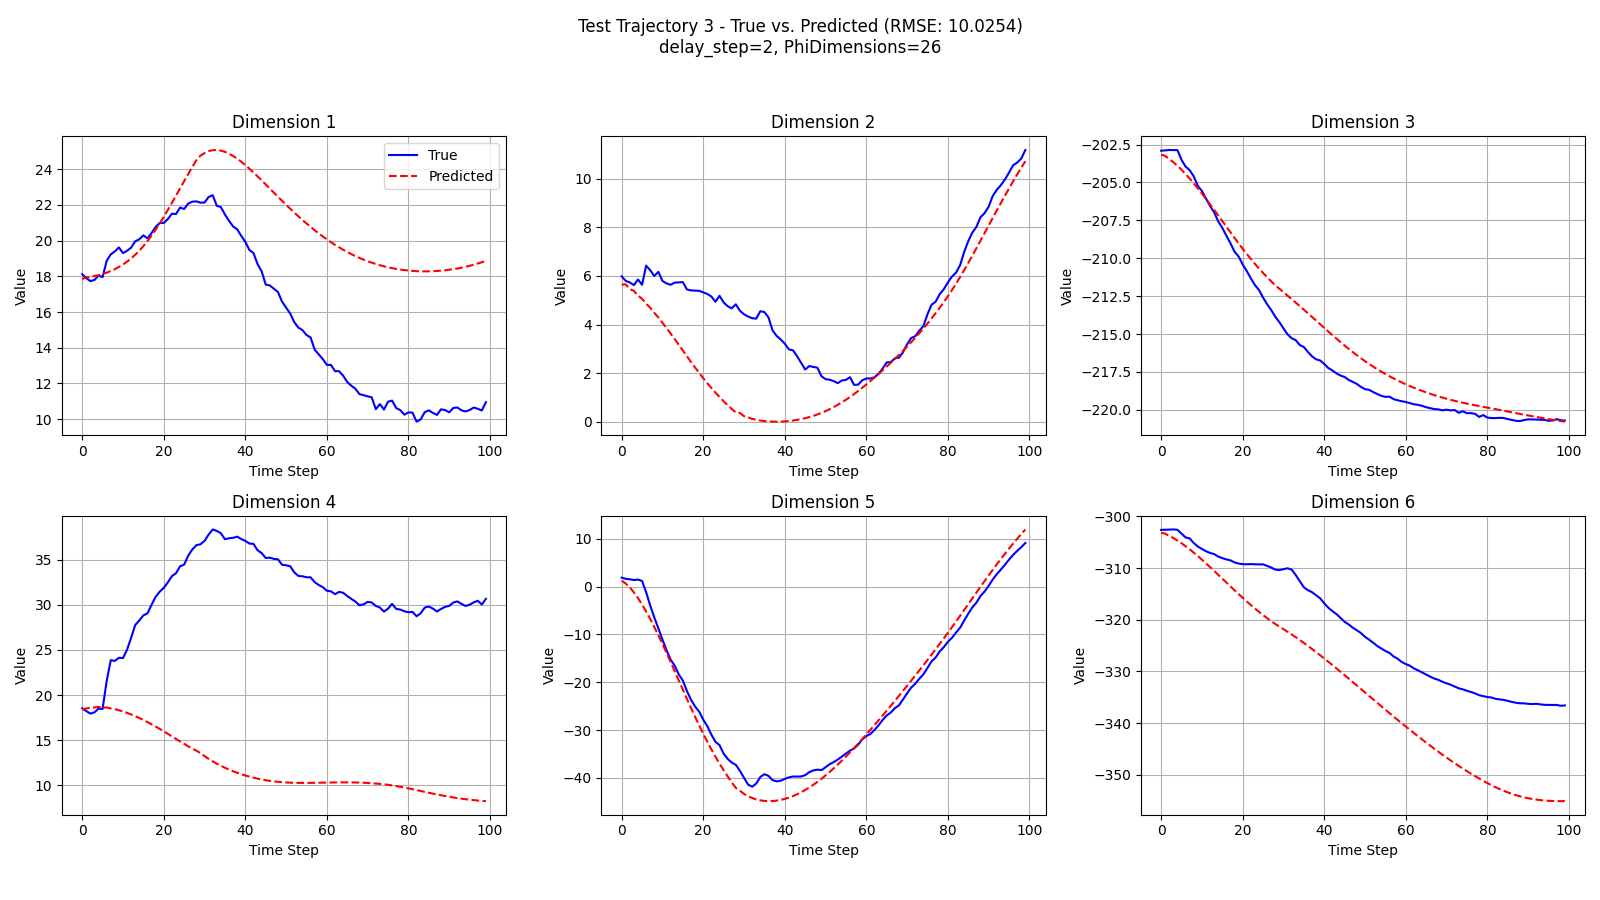 Test Trajectory 3 - True vs. Predicted (RMSE: 10.0254)
delay_step=2, PhiDimensions=26
Dimension 1
Value
24
22
20
18
16
14
12
10
True
Predicted
0 20 40 60 80 100
Time Step
Dimension 2
Value
10
8
6
4
2
0
0 20 40 60 80 100
Time Step
Dimension 3
Value
−202.5
−205.0
−207.5
−210.0
−212.5
−215.0
−217.5
−220.0
0 20 40 60 80 100
Time Step
Dimension 4
Value
35
30
25
20
15
10
0 20 40 60 80 100
Time Step
Dimension 5
Value
10
0
−10
−20
−30
−40
0 20 40 60 80 100
Time Step
Dimension 6
Value
−300
−310
−320
−330
−340
−350
0 20 40 60 80 100
Time Step